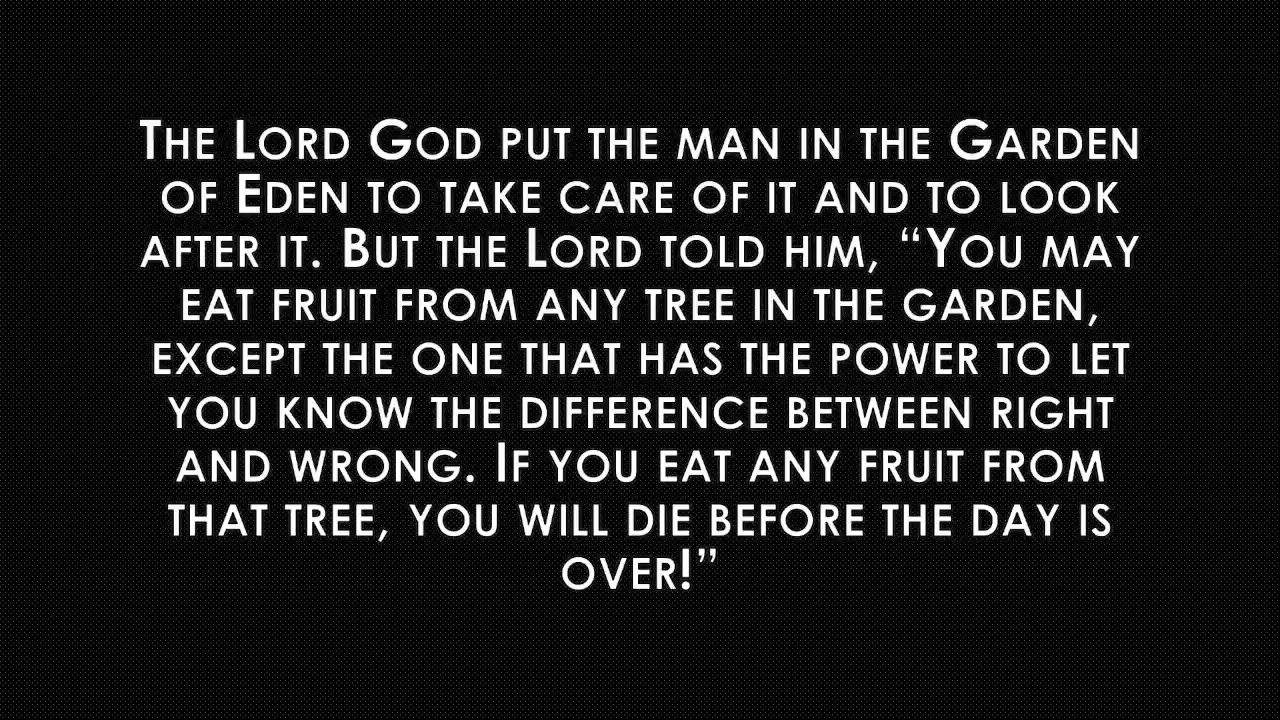 The Lord God put the man in the Garden
of Eden to take care of it and to look
after it. But the Lord told him, “You may
eat fruit from any tree in the garden,
except the one that has the power to let
you know the difference between right
and wrong. If you eat any fruit from
that tree, you will die before the day is
over!”